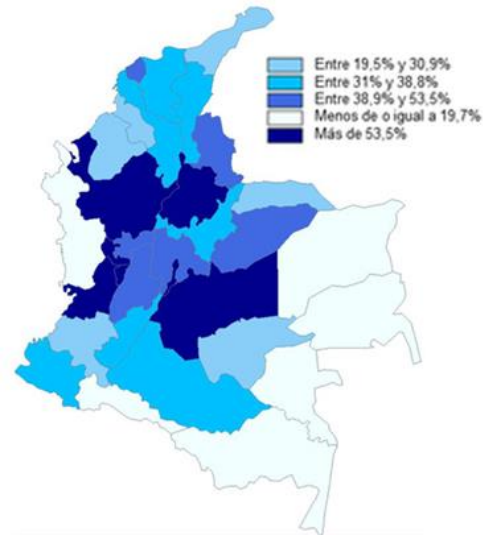 Entre 19,5% y 30,9%
Entre 31% y 38,8%
Entre 38,9% y 53,5%
Menos de o igual a 19,7%
Más de 53,5%